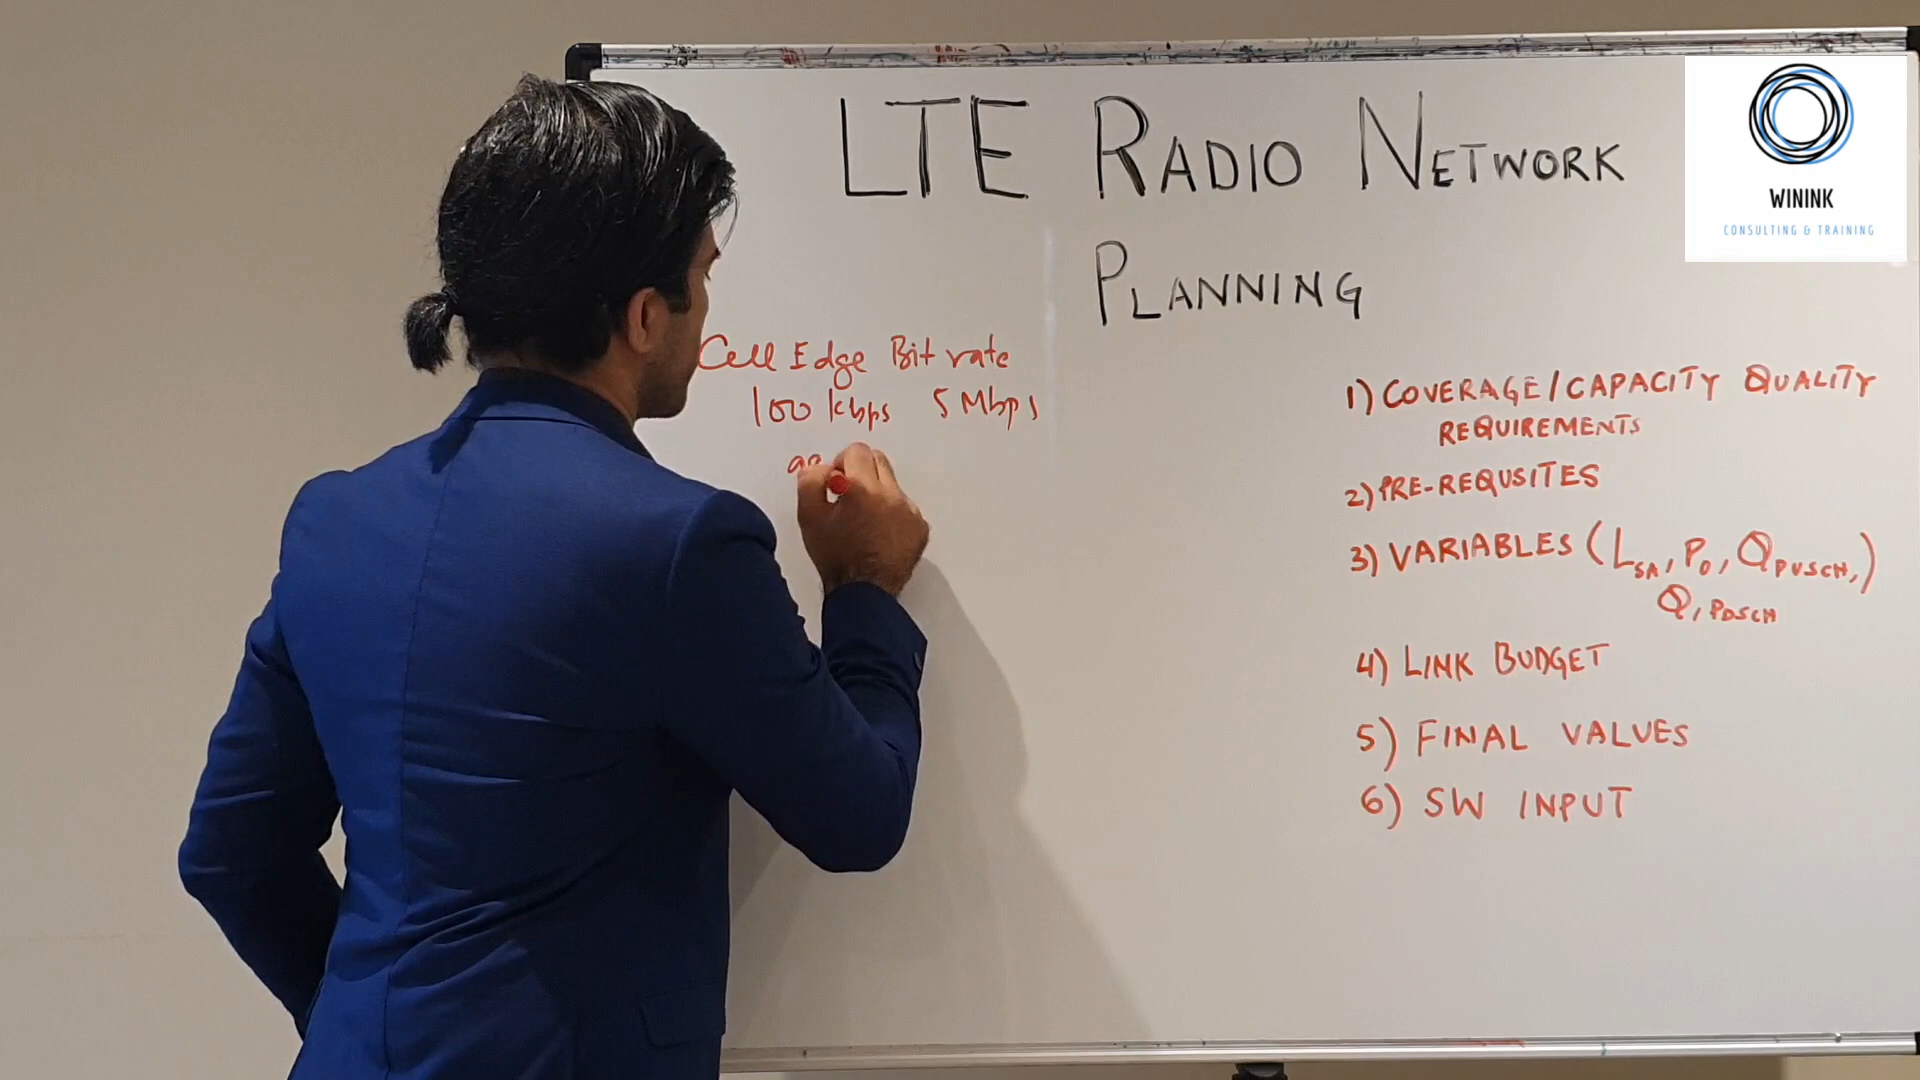 LTE RADIO NETWORK
PLANNING
WININK
CONSULTING & TRAINING
Cell Edge Bit rate
100 kbps 5 Mbps
1) COVERAGE/CAPACITY QUALITY
REQUIREMENTS
2) PRE-REQUSITES
3) VARIABLES (LSA, P0, QPUSCH,)
Q, PDSCH
4) LINK BUDGET
5) FINAL VALUES
6) SW INPUT